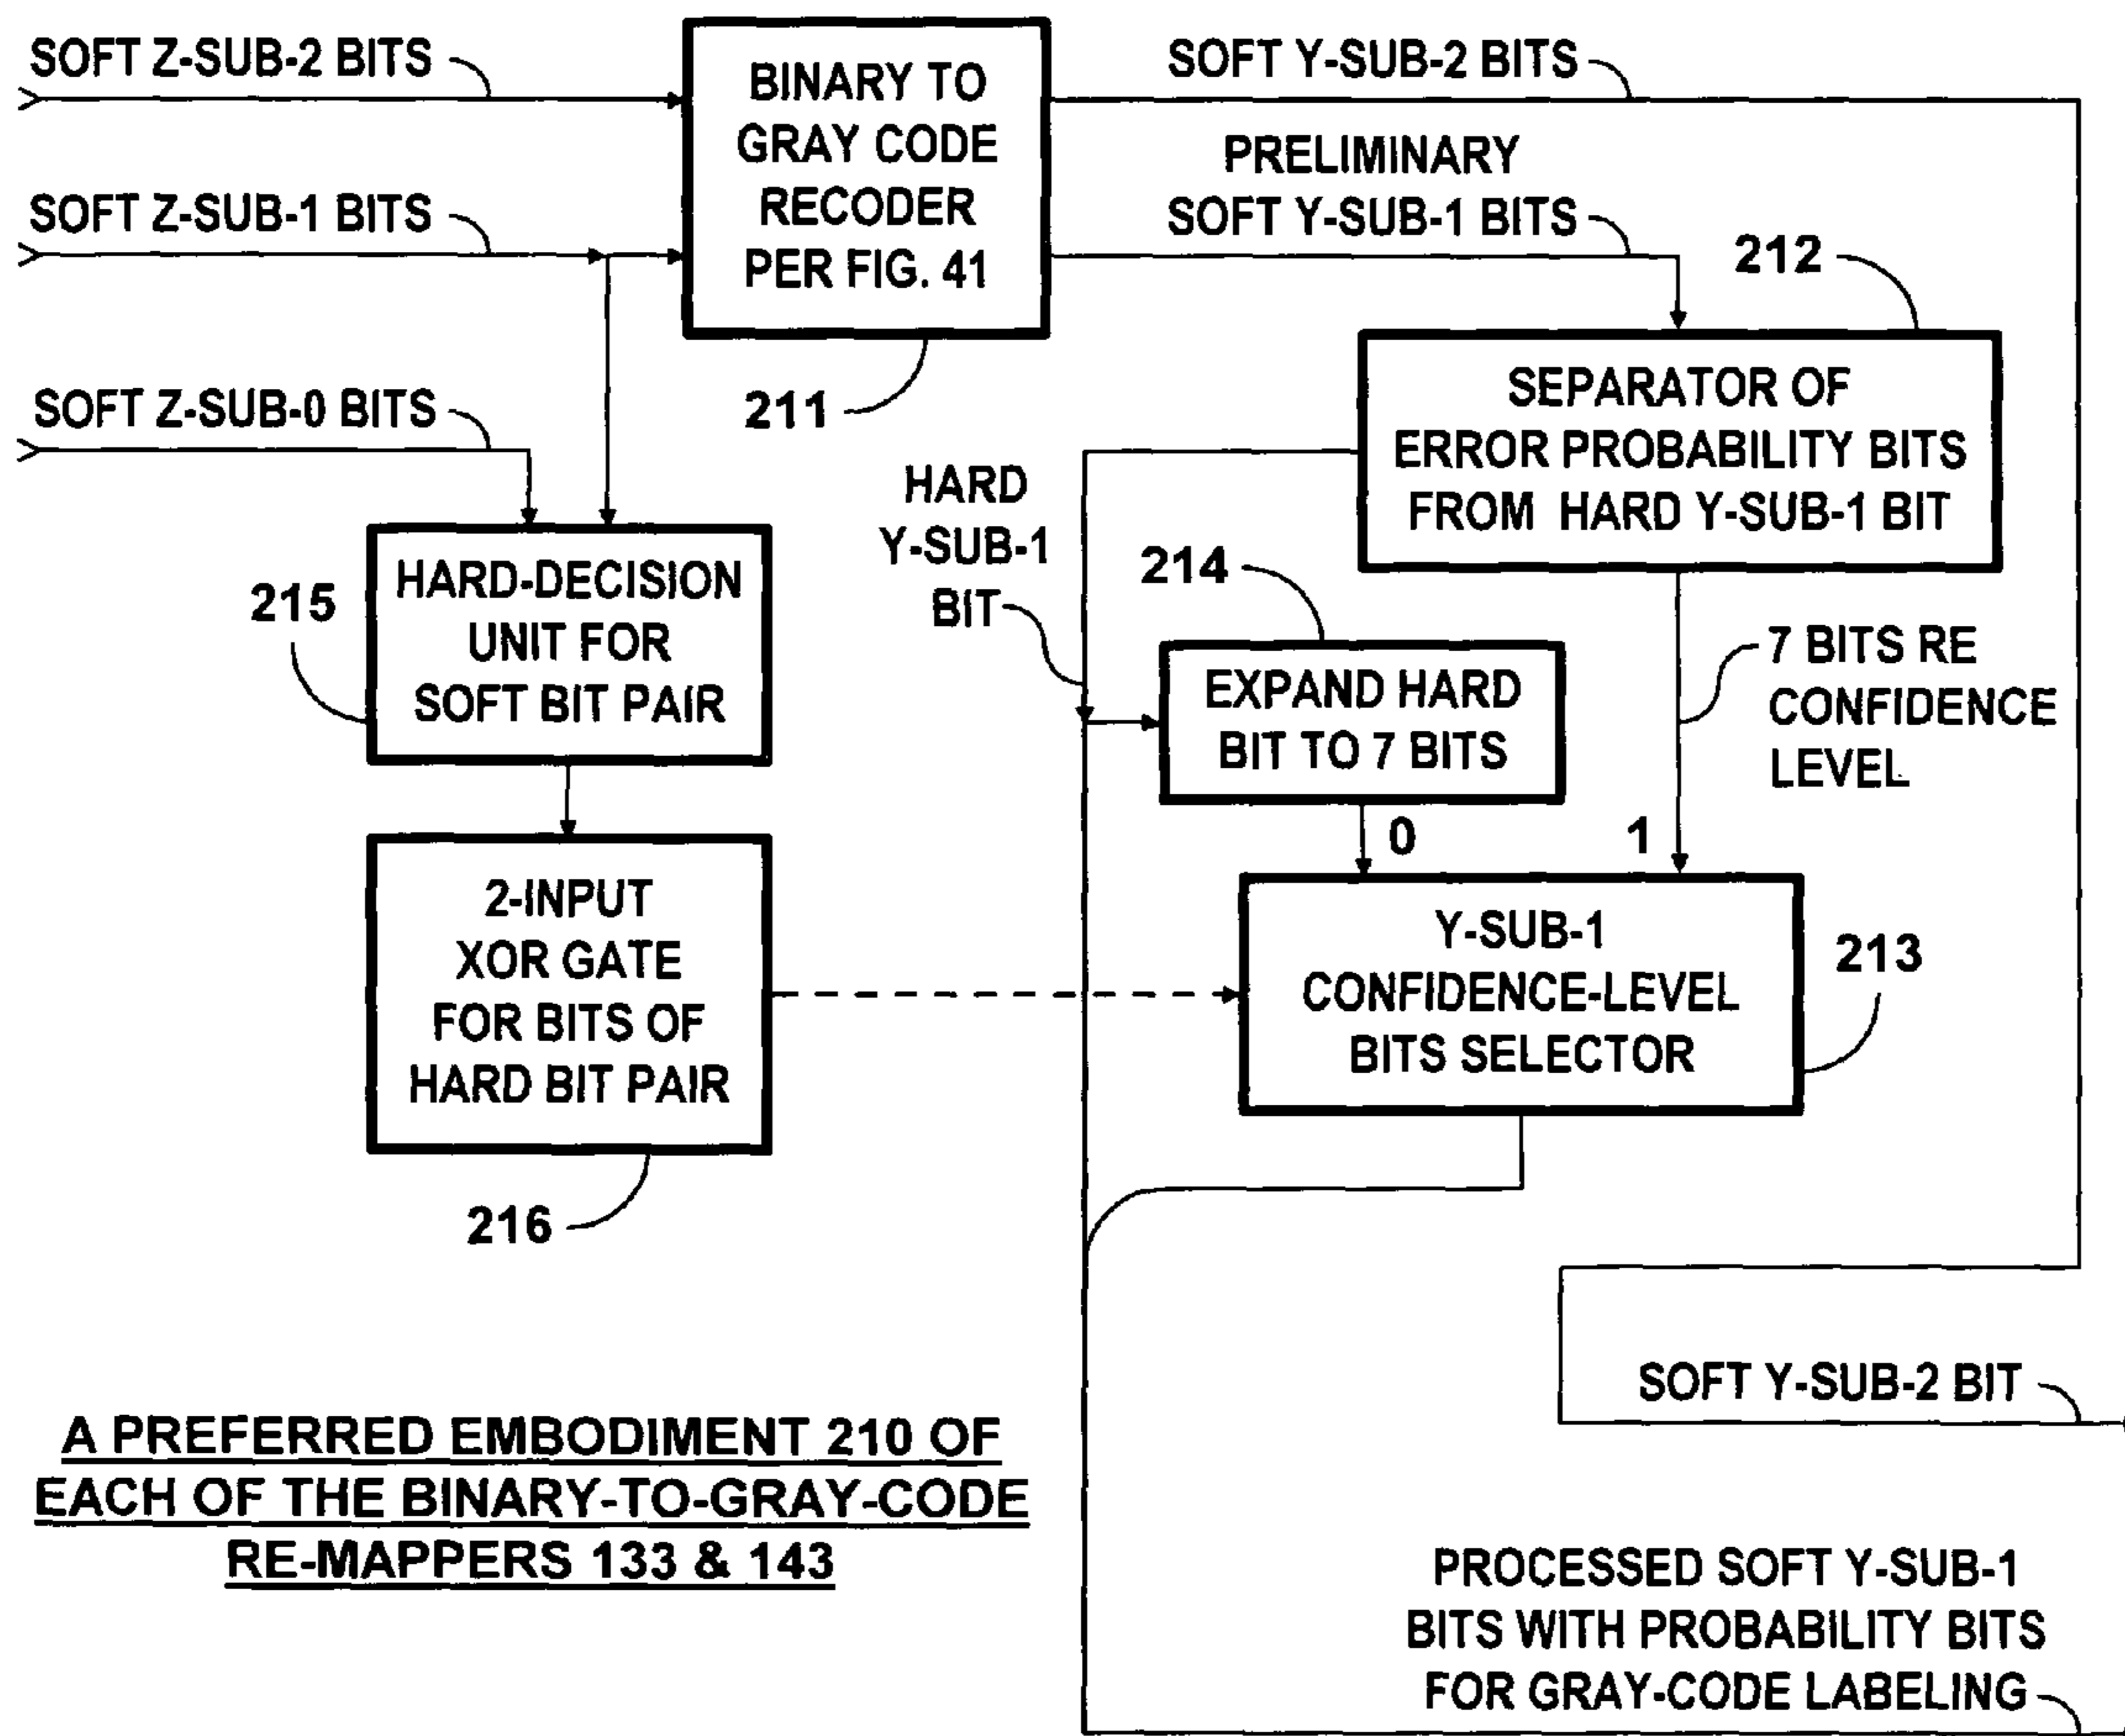 SOFT Z-SUB-2 BITS
SOFT Z-SUB-1 BITS
SOFT Z-SUB-0 BITS
BINARY TO
GRAY CODE
RECODER
PER FIG. 41
211
SOFT Y-SUB-2 BITS
PRELIMINARY
SOFT Y-SUB-1 BITS
212
SEPARATOR OF
ERROR PROBABILITY BITS
FROM HARD Y-SUB-1 BIT
HARD
Y-SUB-1
BIT
214
EXPAND HARD
BIT TO 7 BITS
7 BITS RE
CONFIDENCE
LEVEL
215
HARD-DECISION
UNIT FOR
SOFT BIT PAIR
0
1
2-INPUT
XOR GATE
FOR BITS OF
HARD BIT PAIR
216
Y-SUB-1
CONFIDENCE-LEVEL
BITS SELECTOR
213
SOFT Y-SUB-2 BIT
A PREFERRED EMBODIMENT 210 OF
EACH OF THE BINARY-TO-GRAY-CODE
RE-MAPPERS 133 & 143
PROCESSED SOFT Y-SUB-1
BITS WITH PROBABILITY BITS
FOR GRAY-CODE LABELING